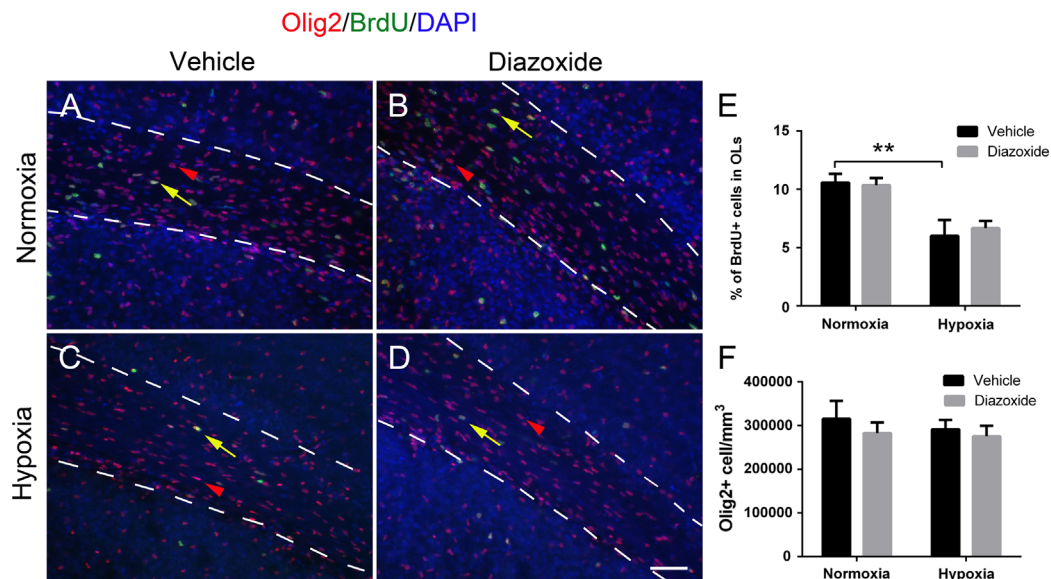 Olig2/BrdU/DAPI
Vehicle
Diazoxide
Normoxia
Hypoxia
A
B
C
D
E
% of BrdU+ cells in OLs
15
10
5
0
**
Vehicle
Diazoxide
Normoxia
Hypoxia
F
Olig2+ cell/mm³
400000
300000
200000
100000
0
Vehicle
Diazoxide
Normoxia
Hypoxia